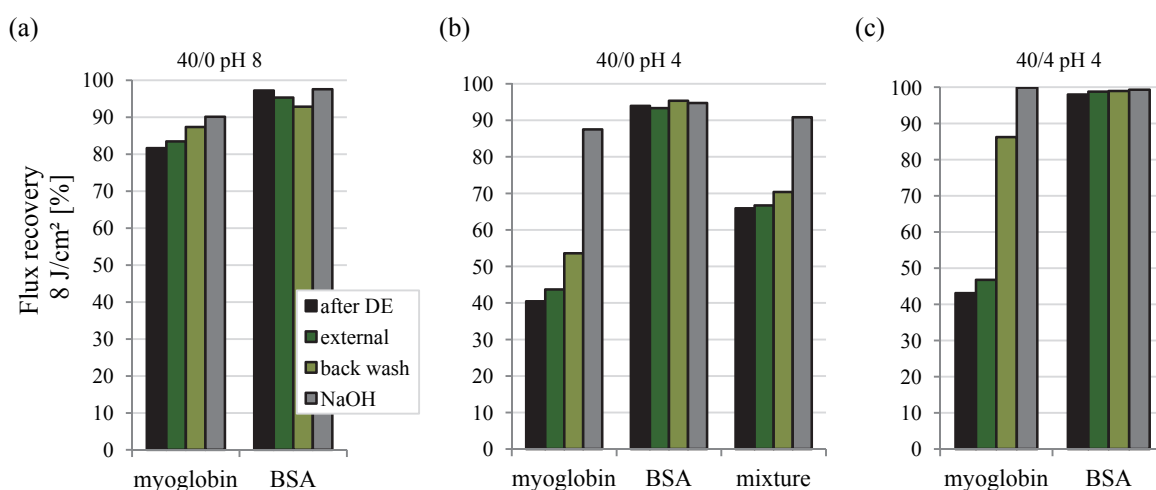 (a)
(b)
(c)
40/0 pH 8
40/0 pH 4
40/4 pH 4
Flux recovery
8 J/cm² [%]
100
90
80
70
60
50
40
30
20
10
0
after DE
external
back wash
NaOH
myoglobin
BSA
100
90
80
70
60
50
40
30
20
10
0
myoglobin
BSA
mixture
100
90
80
70
60
50
40
30
20
10
0
myoglobin
BSA